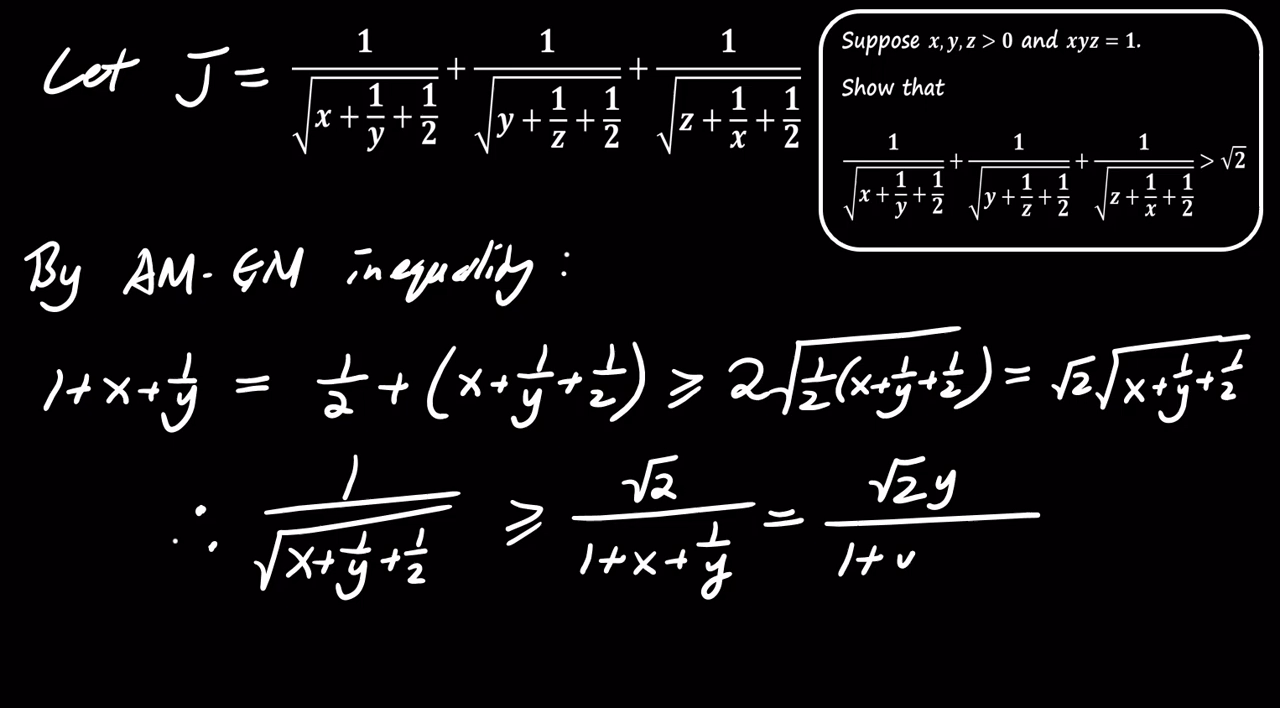 Let J = 1/√(x + 1/y + 1/2) + 1/√(y + 1/z + 1/2) + 1/√(z + 1/x + 1/2)
Suppose x, y, z > 0 and xyz = 1.
Show that
1/√(x + 1/y + 1/2) + 1/√(y + 1/z + 1/2) + 1/√(z + 1/x + 1/2) > √2
By AM-GM inequality:
1 + x + 1/y = 1/2 + (x + 1/y + 1/2) ⩾ 2√(1/2(x + 1/y + 1/2)) = √2√(x + 1/y + 1/2)
∴ 1/√(x + 1/y + 1/2) ⩾ √2/(1 + x + 1/y) = √2y/(1 +